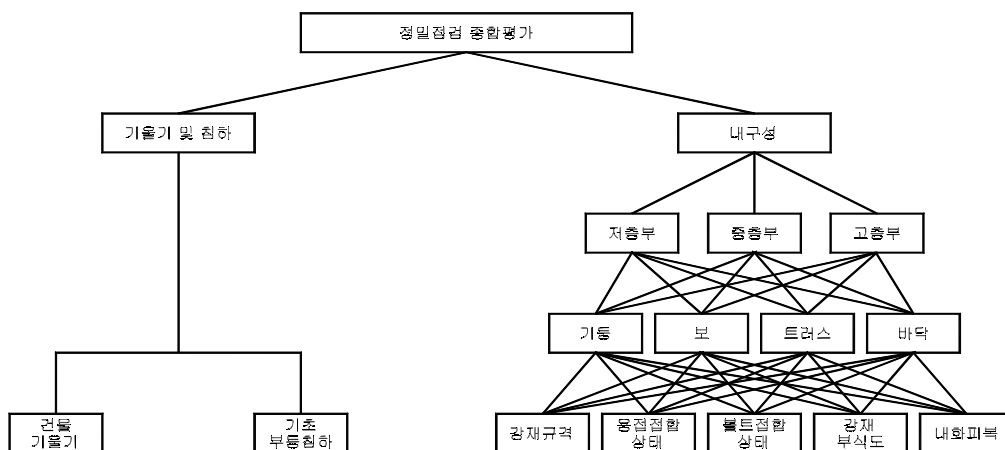 정밀점검 종합평가
기울기 및 침하
내구성
저층부
중층부
고층부
기둥
보
트러스
바닥
건물
기울기
기초
부등침하
강재규격
용접접합
상태
볼트접합
상태
강재
부식도
내화피복